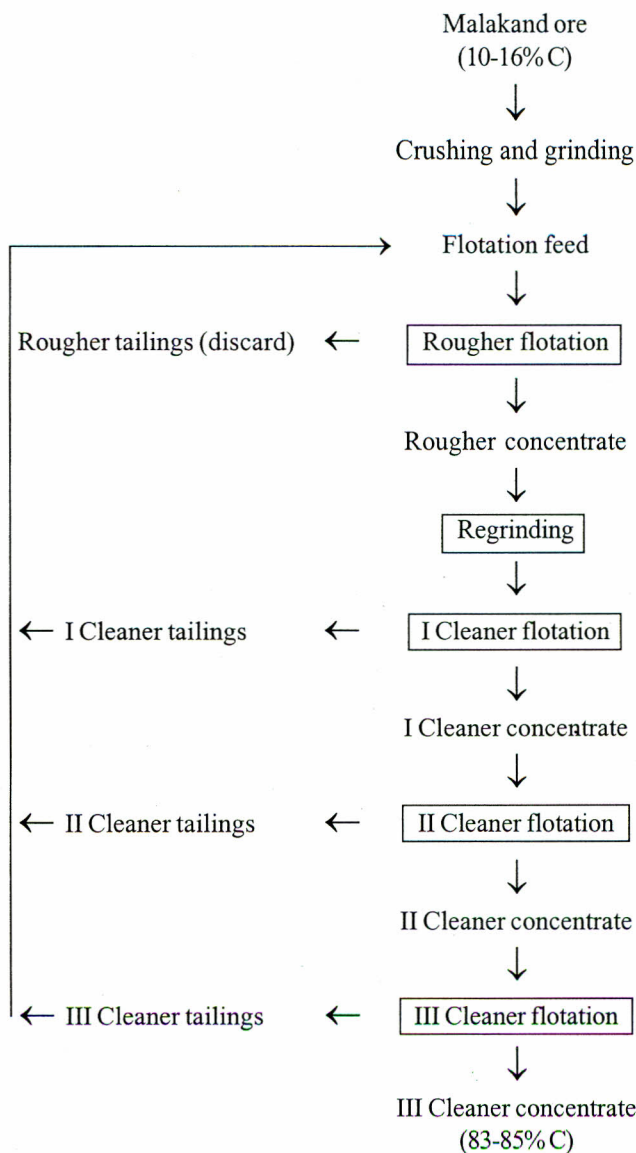 Malakand ore
(10-16% C)
Crushing and grinding
Flotation feed
Rougher tailings (discard)
Rougher flotation
Rougher concentrate
Regrinding
I Cleaner tailings
I Cleaner flotation
I Cleaner concentrate
II Cleaner tailings
II Cleaner flotation
II Cleaner concentrate
III Cleaner tailings
III Cleaner flotation
III Cleaner concentrate
(83-85% C)